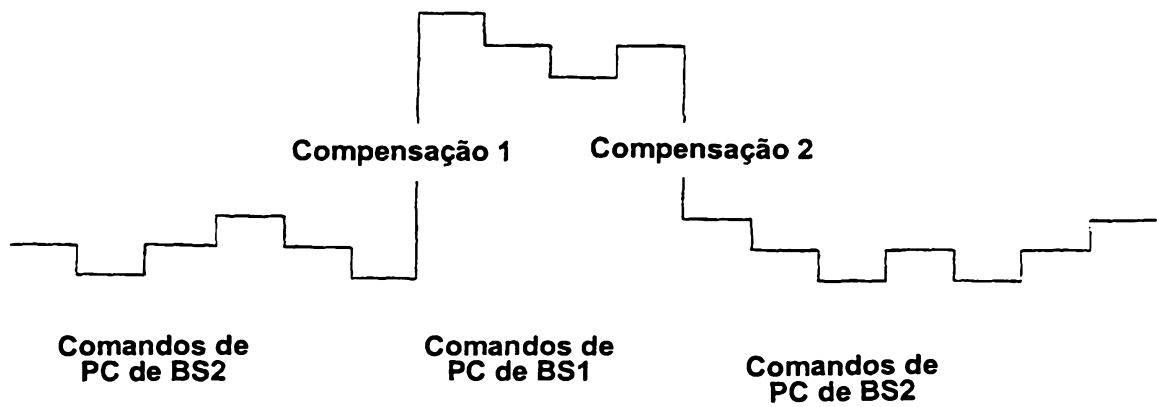 Compensação 1
Compensação 2
Comandos de
PC de BS2
Comandos de
PC de BS1
Comandos de
PC de BS2